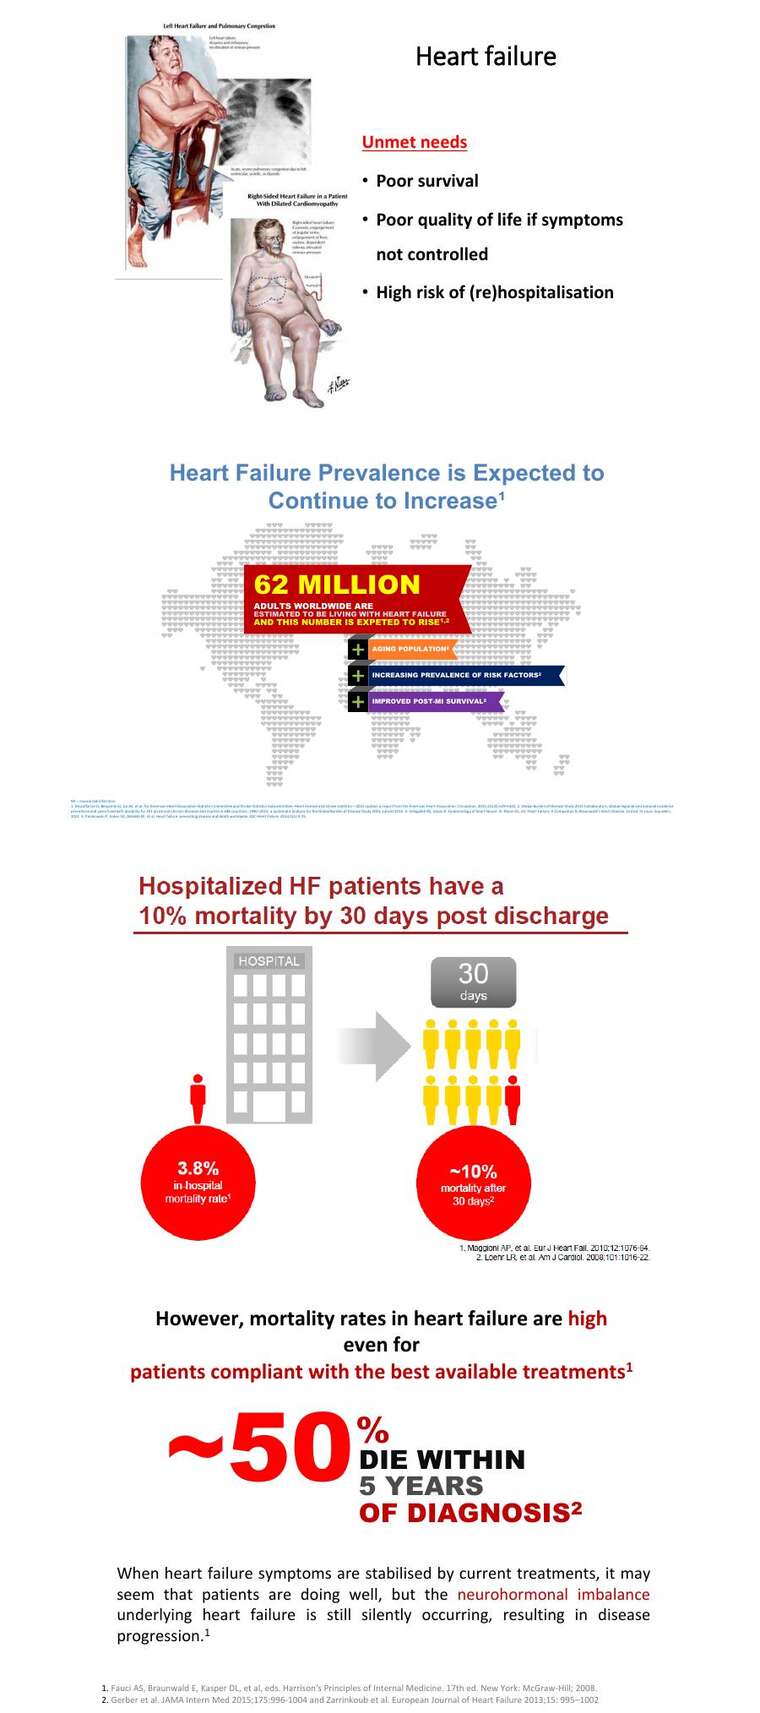 Left Heart Failure and Pulmonary Congestion
Heart failure
Unmet needs
• Poor survival
• Poor quality of life if symptoms
not controlled
• High risk of (re)hospitalisation
Right-Sided Heart Failure in a Patient
With Dilated Cardiomyopathy
Heart Failure Prevalence is Expected to
Continue to Increase¹
62 MILLION
ADULTS WORLDWIDE ARE
ESTIMATED TO BE LIVING WITH HEART FAILURE
AND THIS NUMBER IS EXPETED TO RISE¹,²
+ AGING POPULATION³
+ INCREASING PREVALENCE OF RISK FACTORS²
+ IMPROVED POST-MI SURVIVAL³
Hospitalized HF patients have a
10% mortality by 30 days post discharge
HOSPITAL
30
days
3.8%
in-hospital
mortality rate¹
~10%
mortality after
30 days²
1. Maggioni AP, et al. Eur J Heart Fail. 2010;12:1076-84.
2. Loehr LR, et al. Am J Cardiol. 2008;101:1016-22.
However, mortality rates in heart failure are high
even for
patients compliant with the best available treatments¹
~50%
DIE WITHIN
5 YEARS
OF DIAGNOSIS²
When heart failure symptoms are stabilised by current treatments, it may
seem that patients are doing well, but the neurohormonal imbalance
underlying heart failure is still silently occurring, resulting in disease
progression.¹
1. Fauci AS, Braunwald E, Kasper DL, et al, eds. Harrison's Principles of Internal Medicine. 17th ed. New York: McGraw-Hill; 2008.
2. Gerber et al. JAMA Intern Med 2015;175:996-1004 and Zarrinkoub et al. European Journal of Heart Failure 2013;15: 995–1002